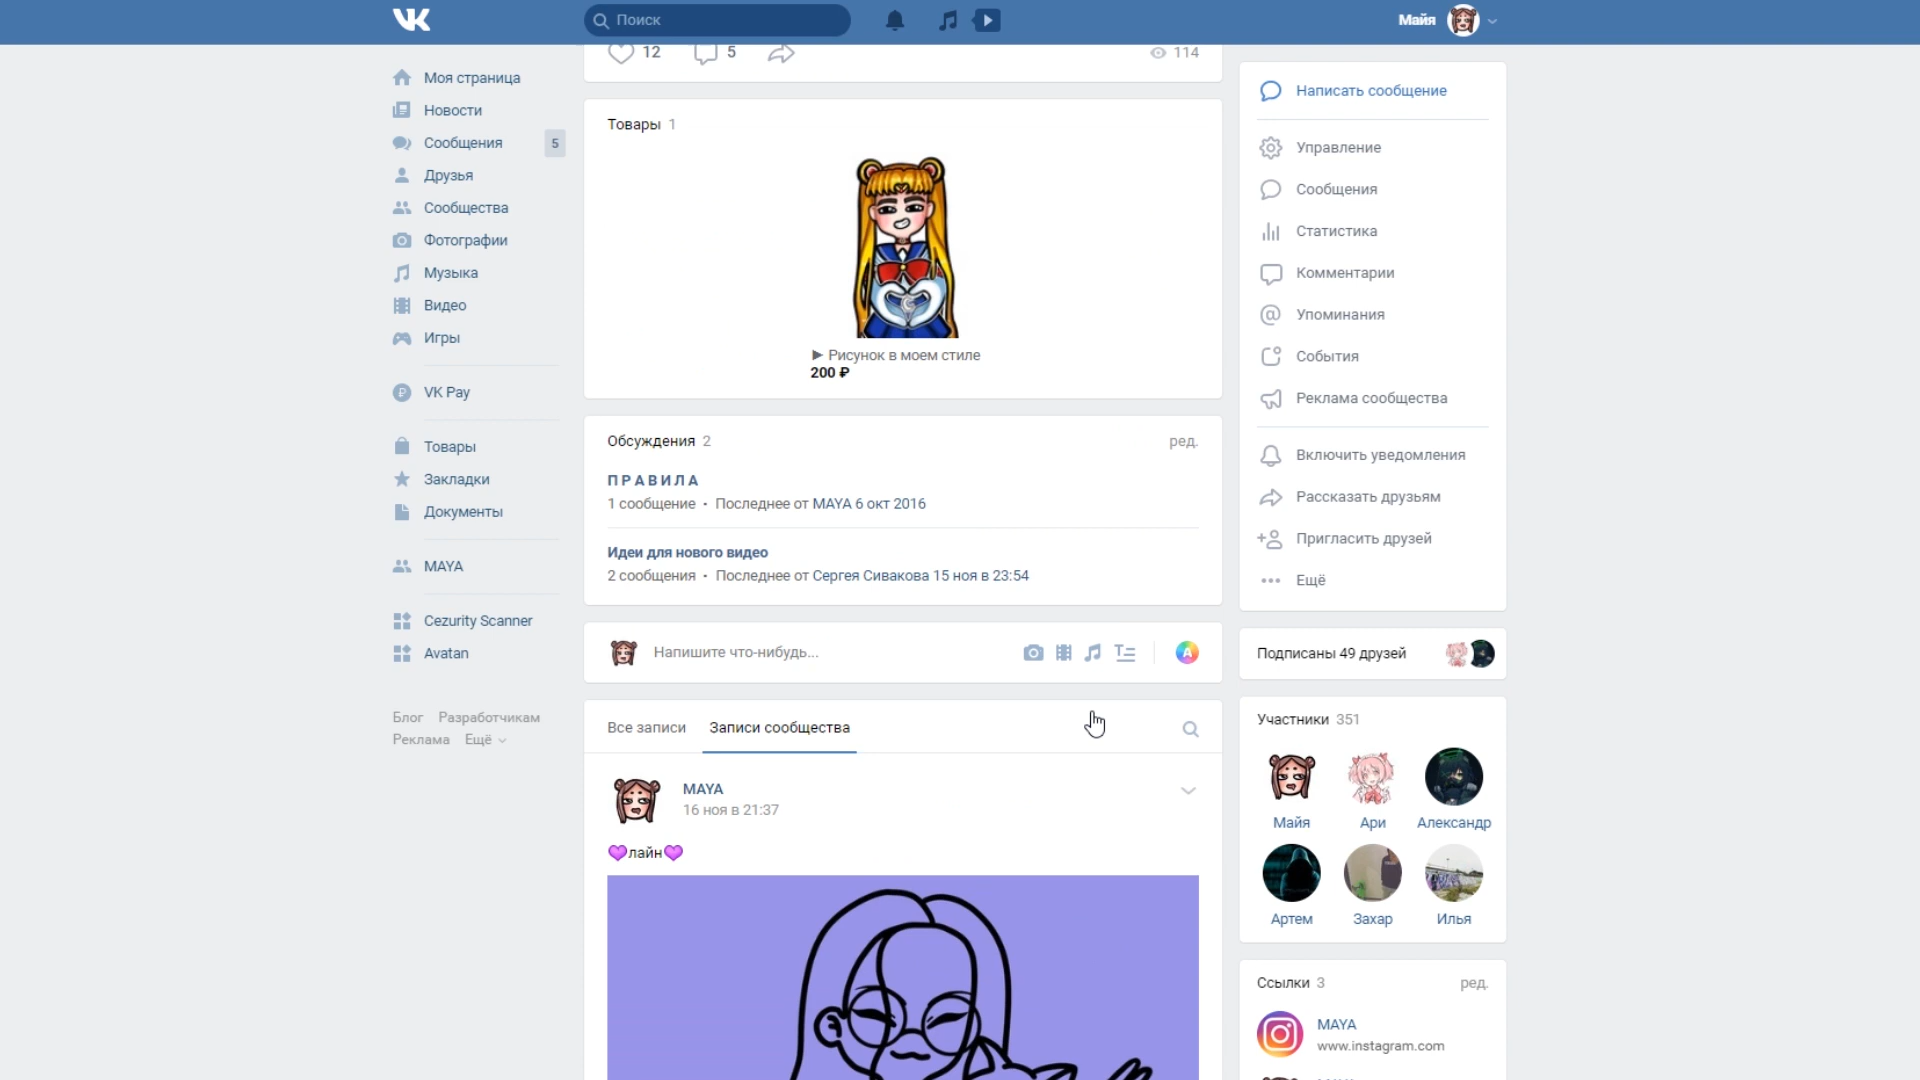 Поиск
Майя
12 5 114
Моя страница
Новости
Сообщения 5
Друзья
Сообщества
Фотографии
Музыка
Видео
Игры
VK Pay
Товары
Закладки
Документы
MAYA
Cezurity Scanner
Avatan
Блог Разработчикам
Реклама Ещё
Товары 1
► Рисунок в моем стиле
200 ₽
Обсуждения 2 ред.
П Р А В И Л А
1 сообщение · Последнее от MAYA 6 окт 2016
Идеи для нового видео
2 сообщения · Последнее от Сергея Сивакова 15 ноя в 23:54
Напишите что-нибудь...
A
Все записи Записи сообщества
MAYA
16 ноя в 21:37
💜лайн💜
Написать сообщение
Управление
Сообщения
Статистика
Комментарии
Упоминания
События
Реклама сообщества
Включить уведомления
Рассказать друзьям
Пригласить друзей
Ещё
Подписаны 49 друзей
Участники 351
Майя Ари Александр
Артем Захар Илья
Ссылки 3 ред.
MAYA
www.instagram.com